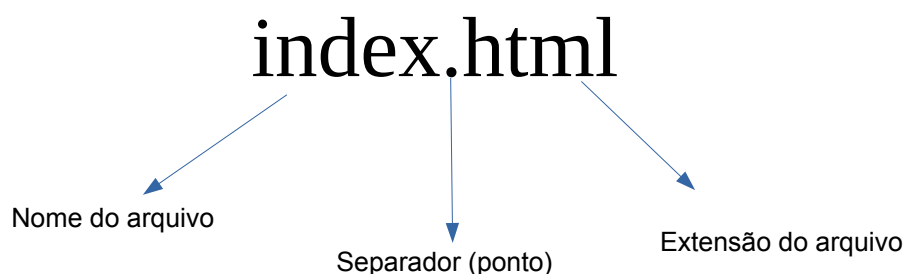 index.html
Nome do arquivo
Separador (ponto)
Extensão do arquivo